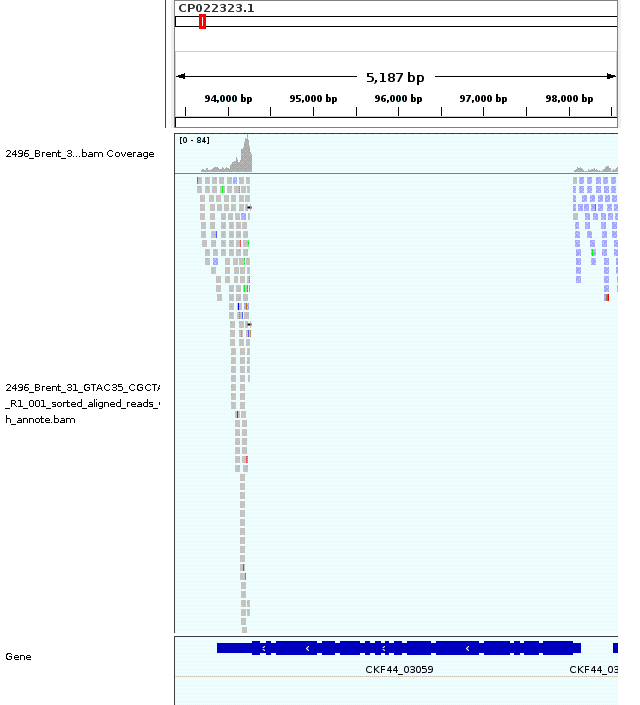 CP022323.1
5,187 bp
94,000 bp 95,000 bp 96,000 bp 97,000 bp 98,000 bp
[0 - 84]
2496_Brent_3...bam Coverage
2496_Brent_31_GTAC35_CGCTA
_R1_001_sorted_aligned_reads_
h_annote.bam
Gene
CKF44_03059 CKF44_03